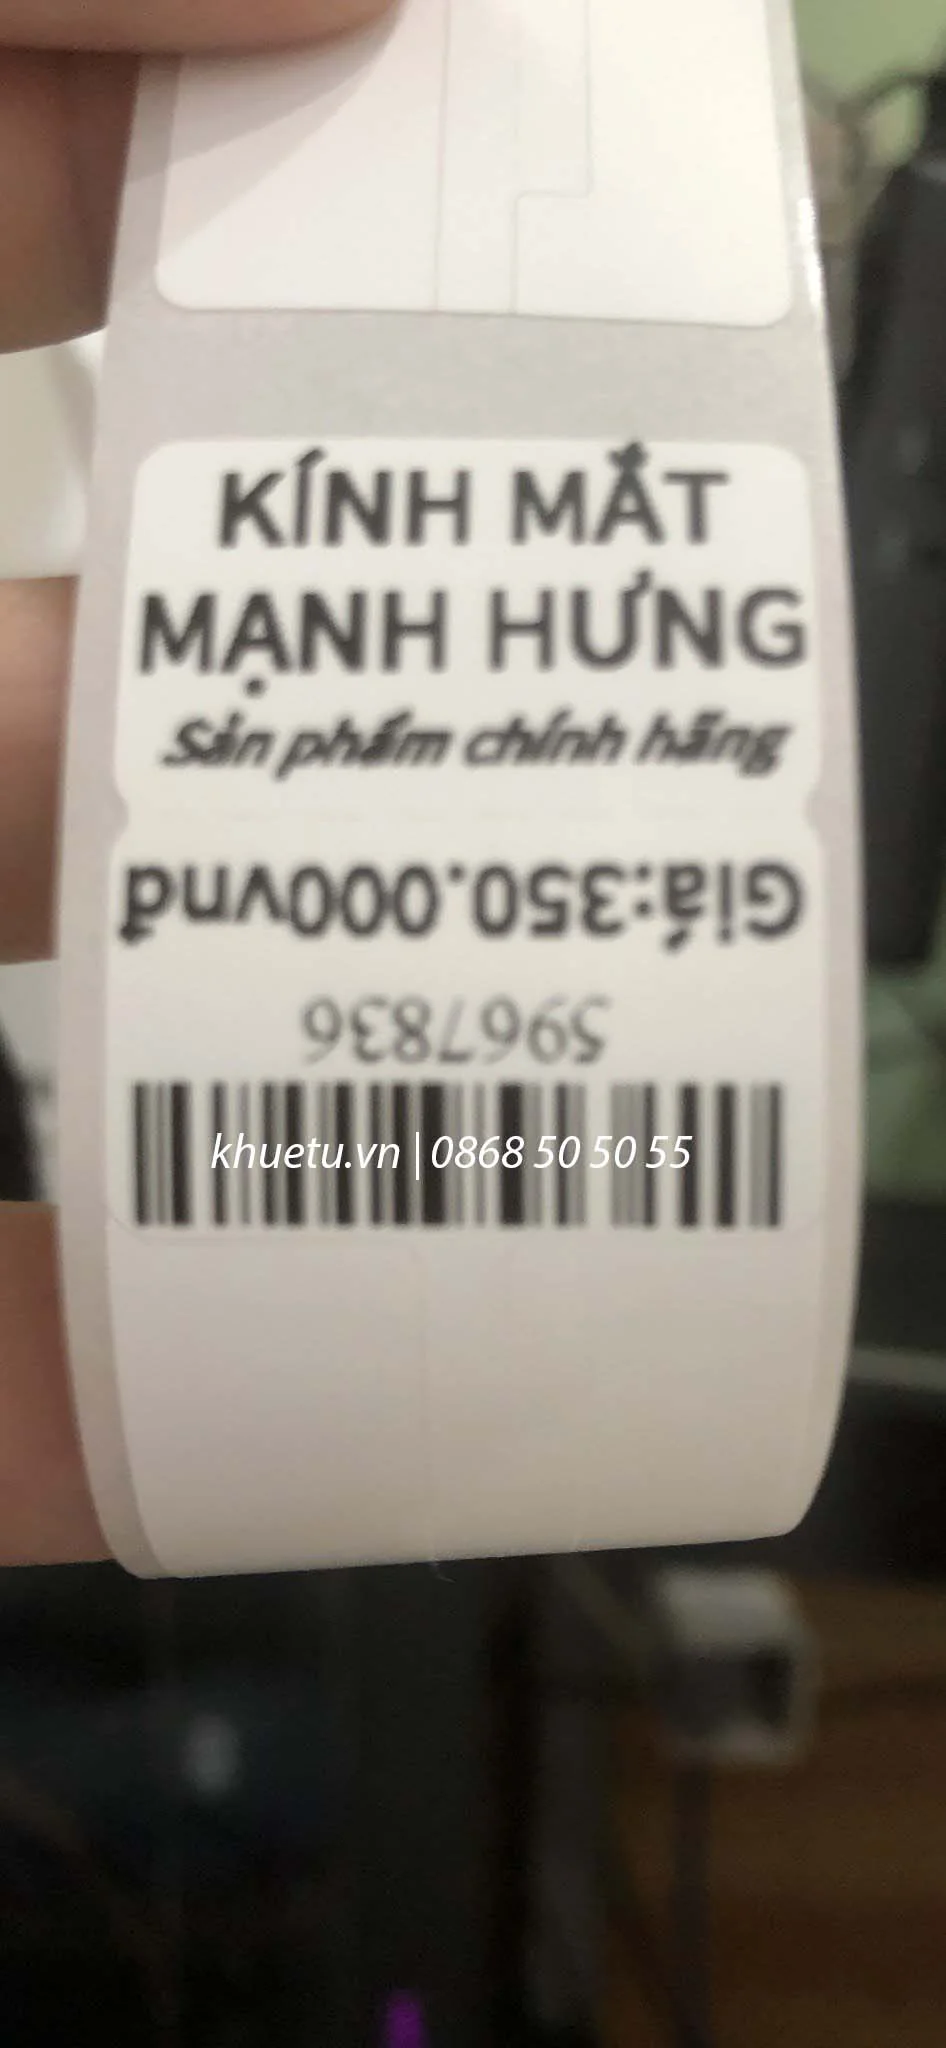 KÍNH MẮT
MẠNH HƯNG
Sản phẩm chính hãng
Giá:350.000vnđ
5967836
khuetu.vn | 0868 50 50 55